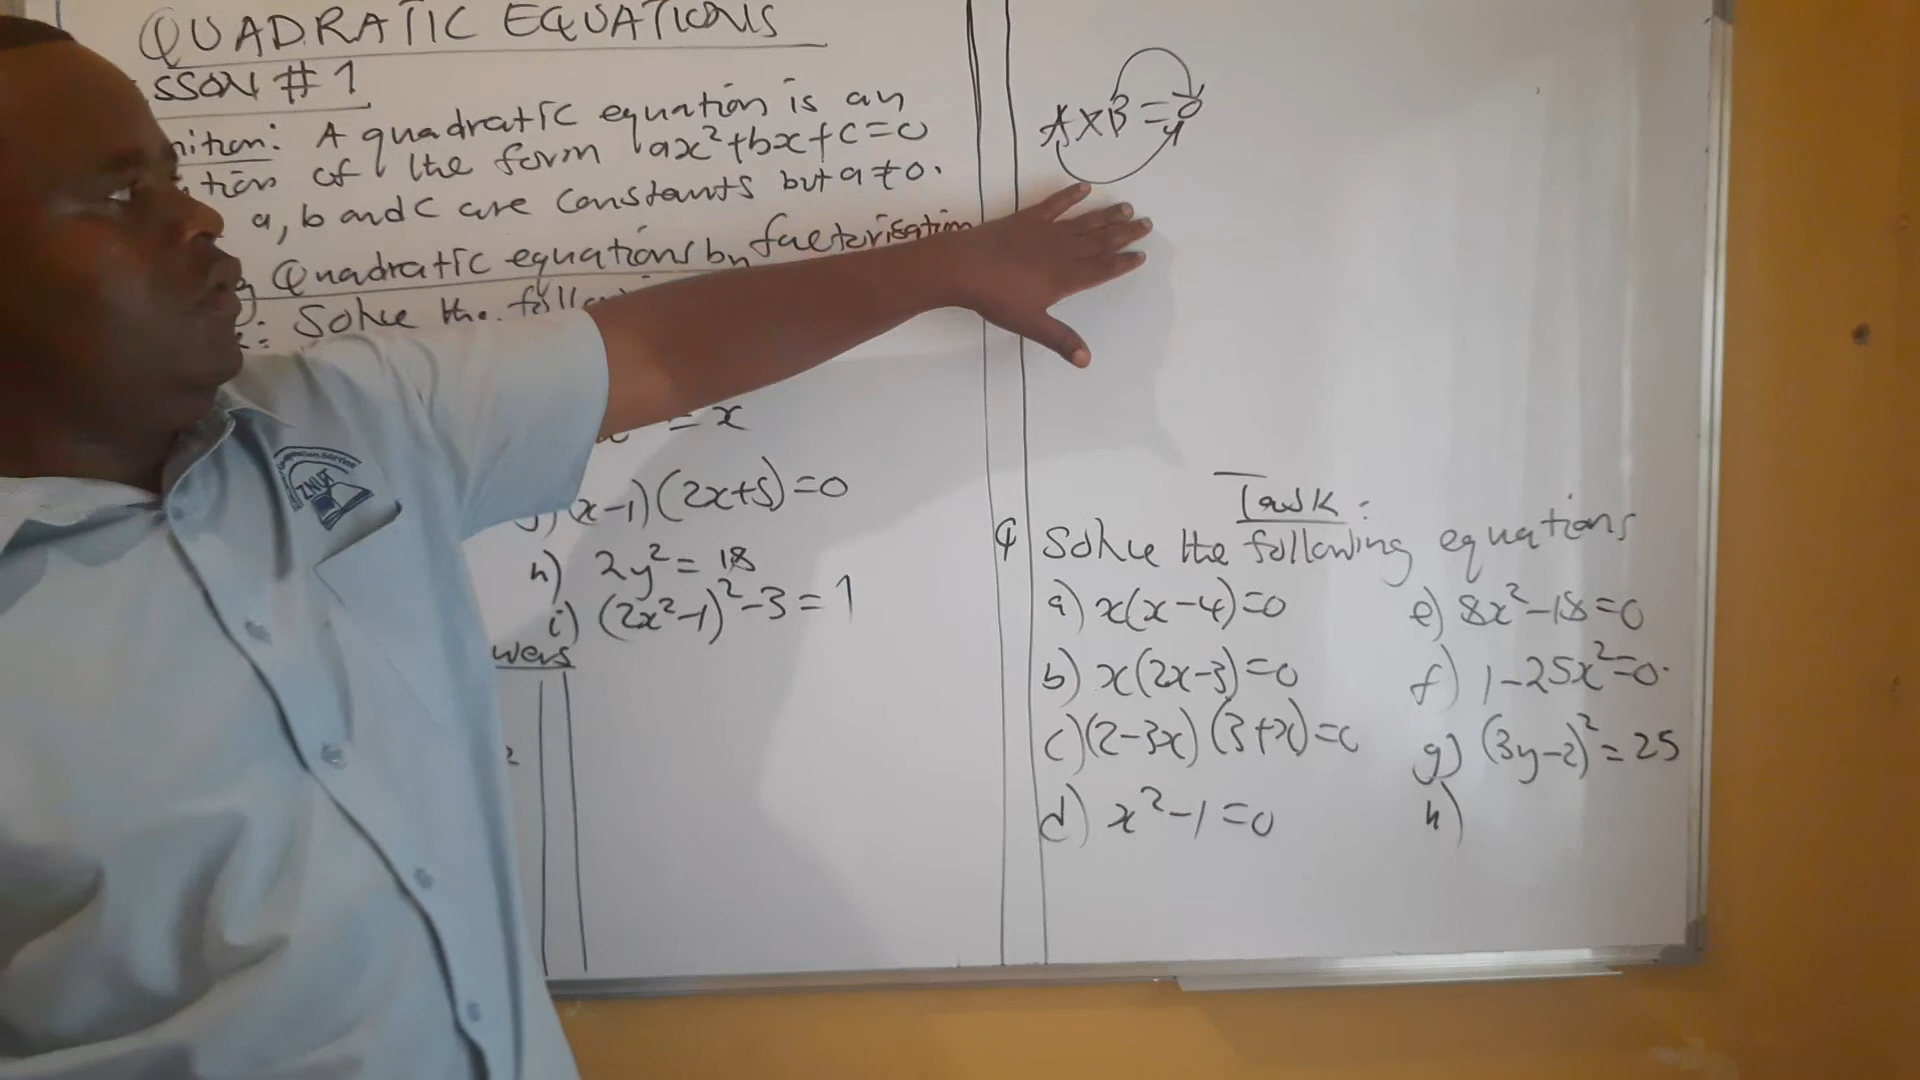 QUADRATIC EQUATIONS
SSON # 1
nition: A quadratic equation is an
tion of the form ax²+bx+c=0
a, b and c are constants but a≠0.
g Quadratic equations by factorisation
: Solve the
= x
(x-1)(2x+5)=0
h) 2y² = 18
i) (2x²-1)²-3=1
wers
2
A×B=0
Task:
Q Solve the following equations
a) x(x-4)=0
b) x(2x-3)=0
c) (2-3x)(3+x)=0
d) x²-1=0
e) 8x²-18=0
f) 1-25x²=0.
g) (3y-2)²=25
h)
ZNUT